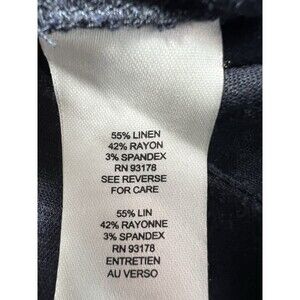 55% LINEN
42% RAYON
3% SPANDEX
RN 93178
SEE REVERSE
FOR CARE
55% LIN
42% RAYONNE
3% SPANDEX
RN 93178
ENTRETIEN
AU VERSO